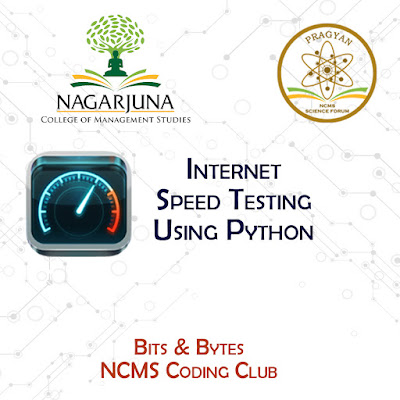 NAGARJUNA
COLLEGE OF MANAGEMENT STUDIES
PRAGYAN
NCMS
SCIENCE FORUM
INTERNET
SPEED TESTING
USING PYTHON
BITS & BYTES
NCMS CODING CLUB